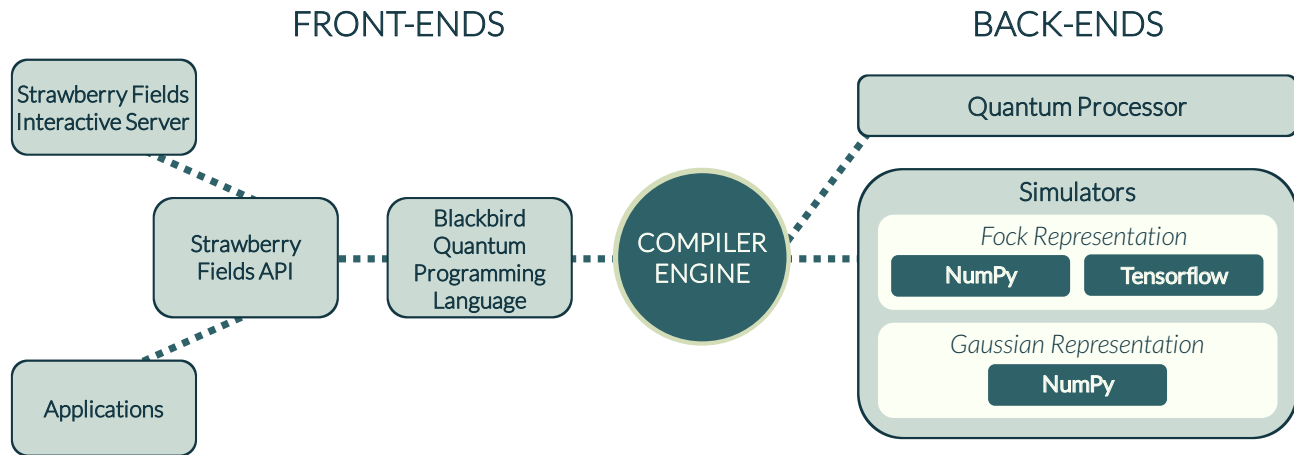 FRONT-ENDS
BACK-ENDS
Strawberry Fields
Interactive Server
Strawberry
Fields API
Applications
Blackbird
Quantum
Programming
Language
COMPILER
ENGINE
Quantum Processor
Simulators
Fock Representation
NumPy
Tensorflow
Gaussian Representation
NumPy